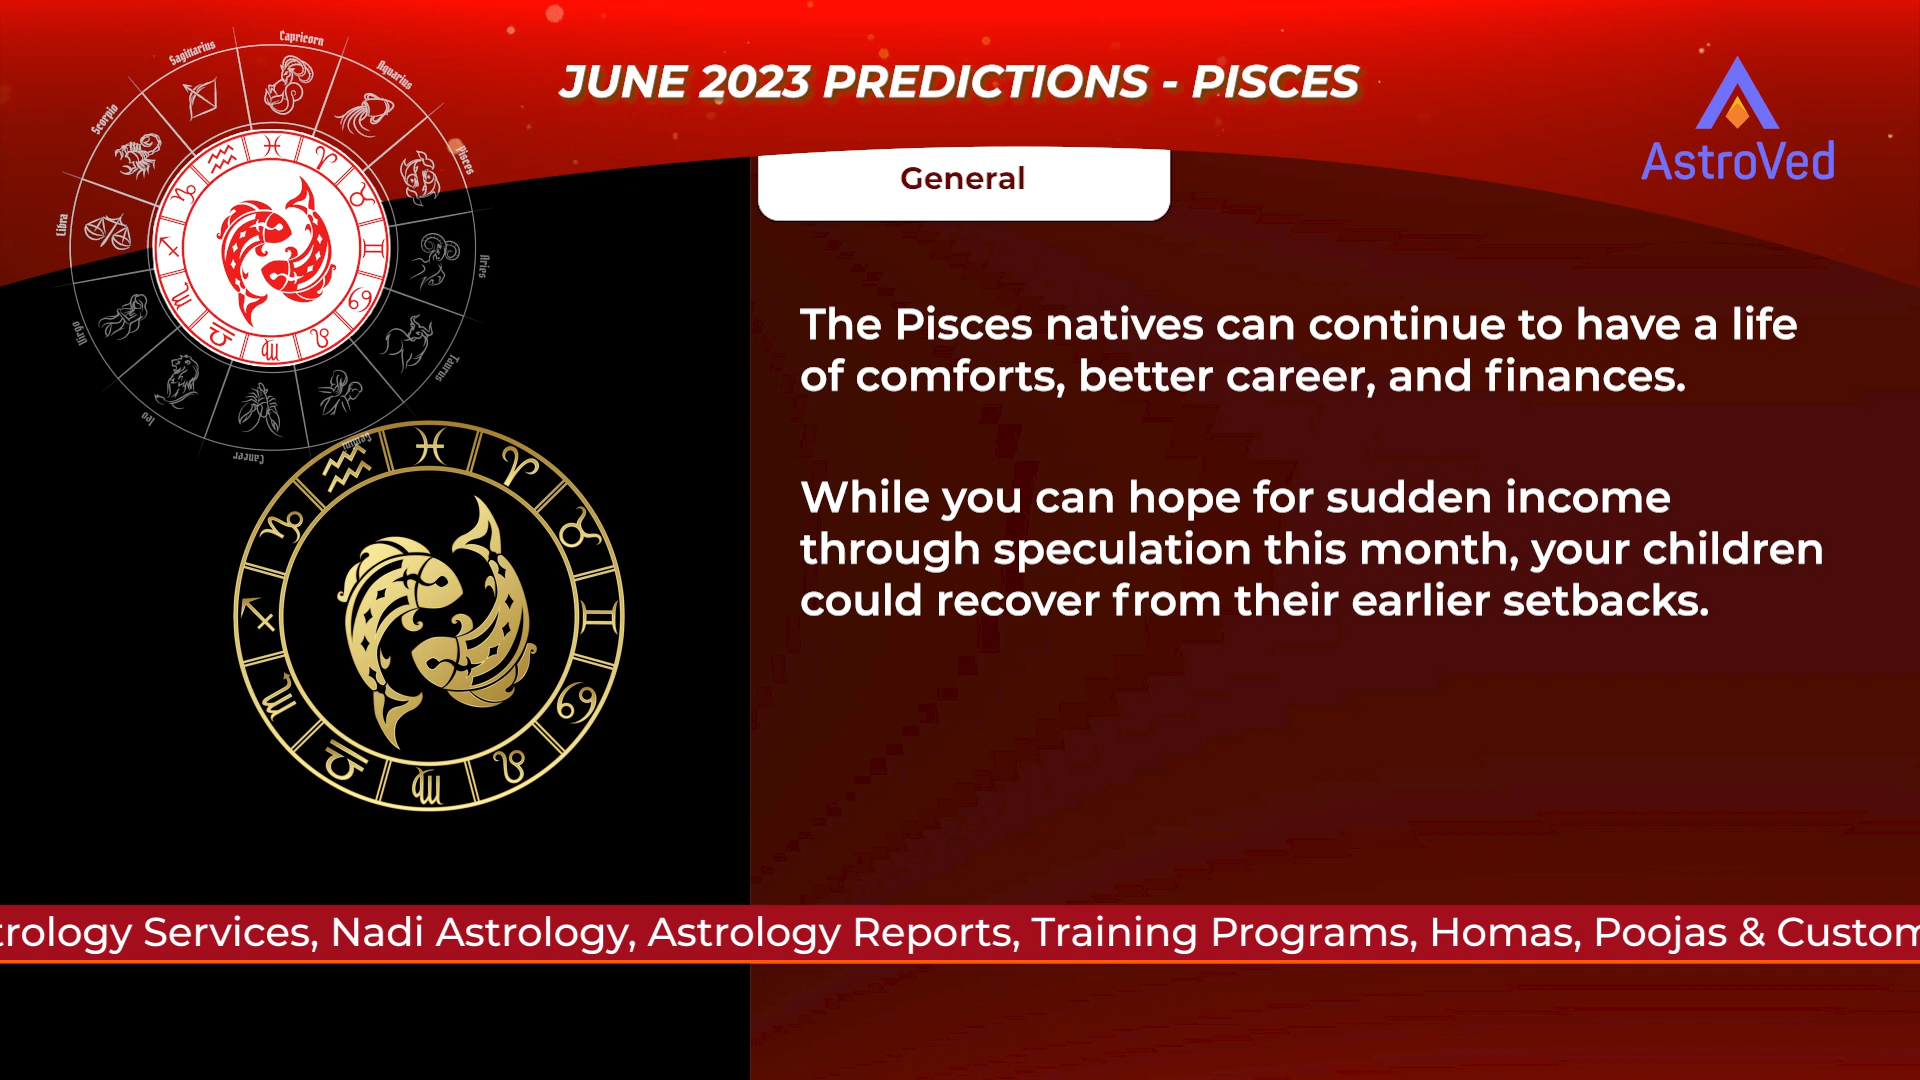 JUNE 2023 PREDICTIONS - PISCES
AstroVed
General
Capricorn
Sagittarius
Aquarius
Scorpio
Pisces
Libra
Aries
Virgo
Taurus
Leo
Cancer
Gemini
The Pisces natives can continue to have a life
of comforts, better career, and finances.
While you can hope for sudden income
through speculation this month, your children
could recover from their earlier setbacks.
trology Services, Nadi Astrology, Astrology Reports, Training Programs, Homas, Poojas & Custom